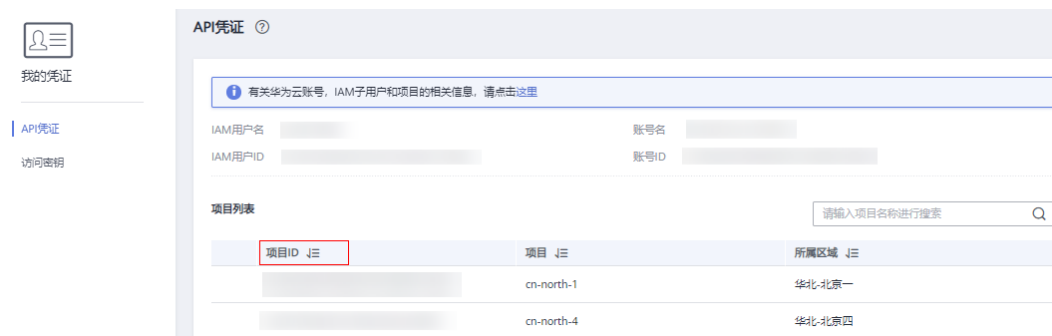 API凭证
我的凭证
有关华为云账号，IAM子用户和项目的相关信息，请点击这里
API凭证
IAM用户名 账号名
访问密钥
IAM用户ID 账号ID
项目列表
请输入项目名称进行搜索
项目ID 项目 所属区域
cn-north-1 华北-北京一
cn-north-4 华北-北京四